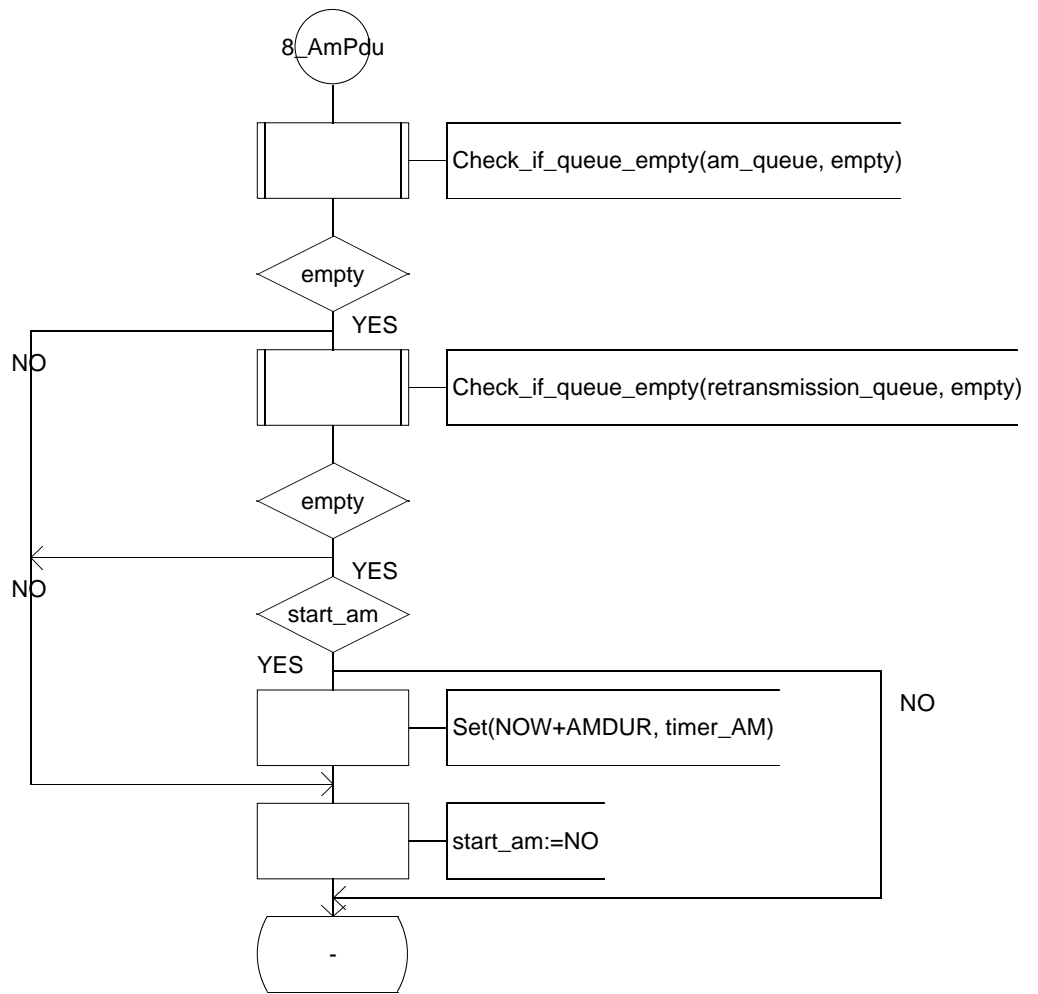 8_AmPdu
Check_if_queue_empty(am_queue, empty)
empty
YES
NO
Check_if_queue_empty(retransmission_queue, empty)
empty
YES
NO
start_am
YES
NO
Set(NOW+AMDUR, timer_AM)
start_am:=NO
-